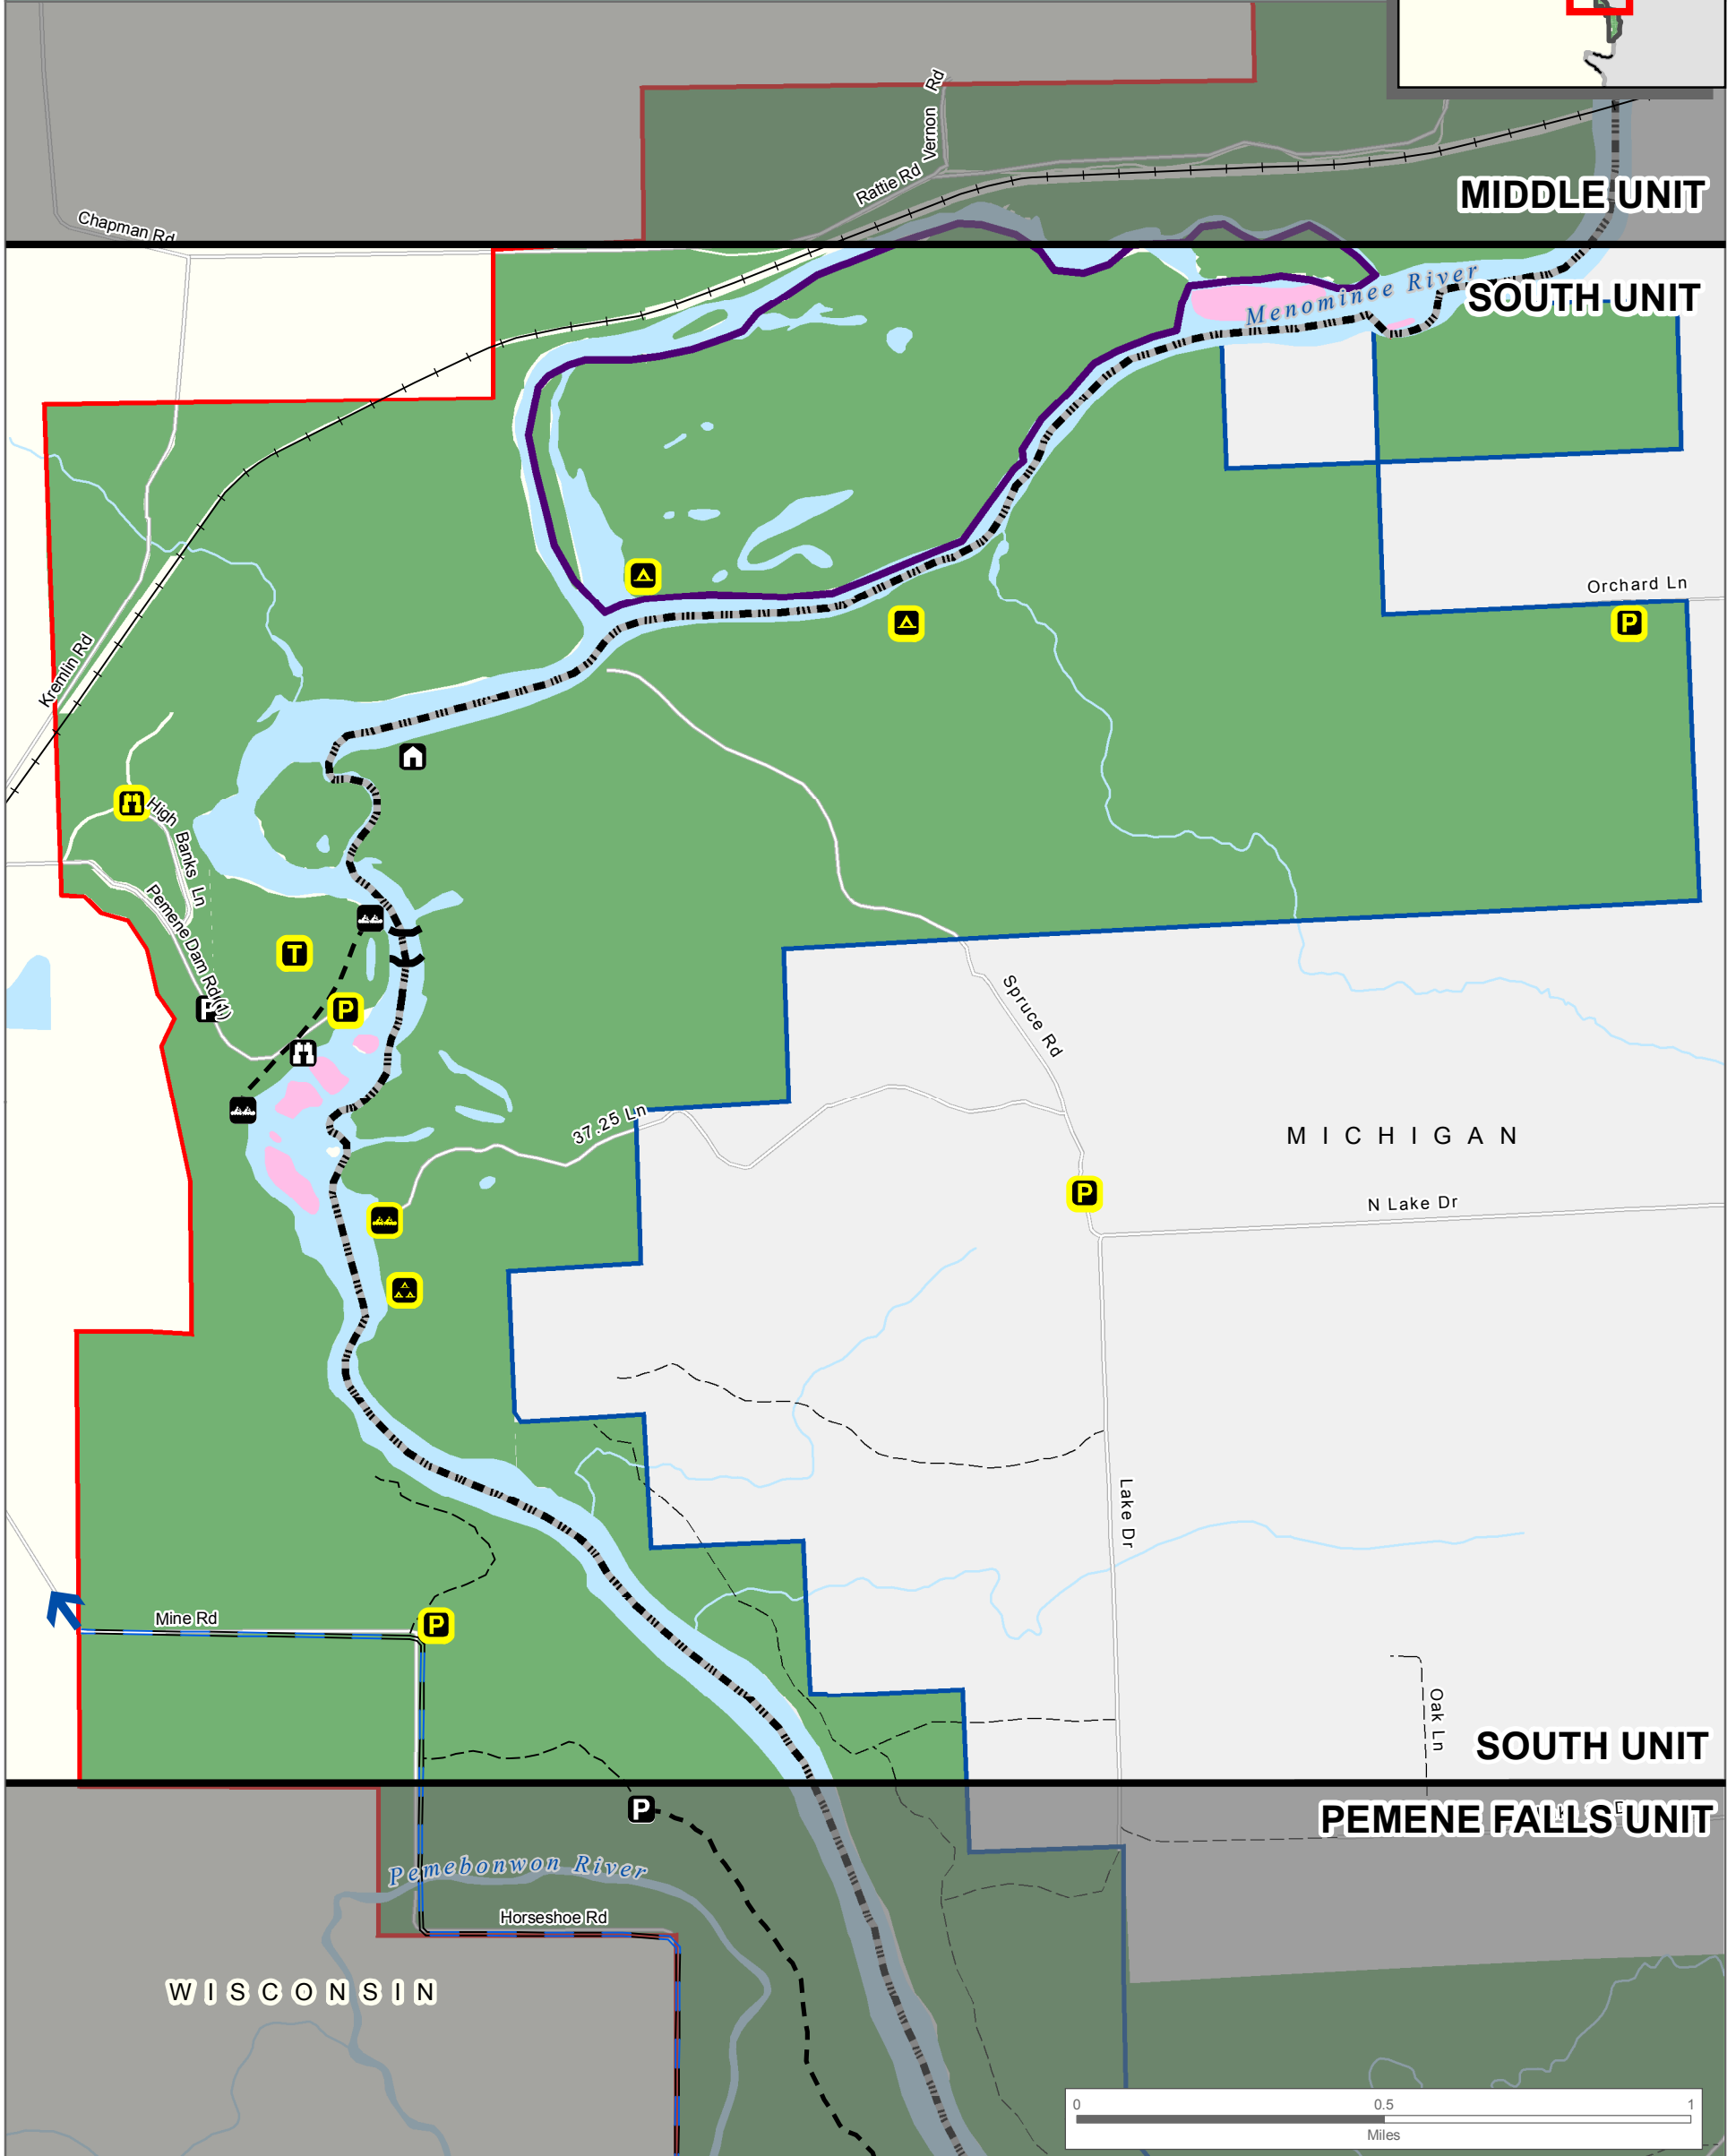 Vernon Rd
Rattie Rd
MIDDLE UNIT
Chapman Rd
Menominee River
SOUTH UNIT
Orchard Ln
P
Kremlin Rd
High Banks Ln
Pemene Dam Rd (1)
T
P
P
Spruce Rd
37.25 Ln
MICHIGAN
P
N Lake Dr
Lake Dr
Mine Rd
P
Oak Ln
SOUTH UNIT
P
PEMENE FALLS UNIT
Pemebonwon River
Horseshoe Rd
WISCONSIN
0 0.5 1
Miles